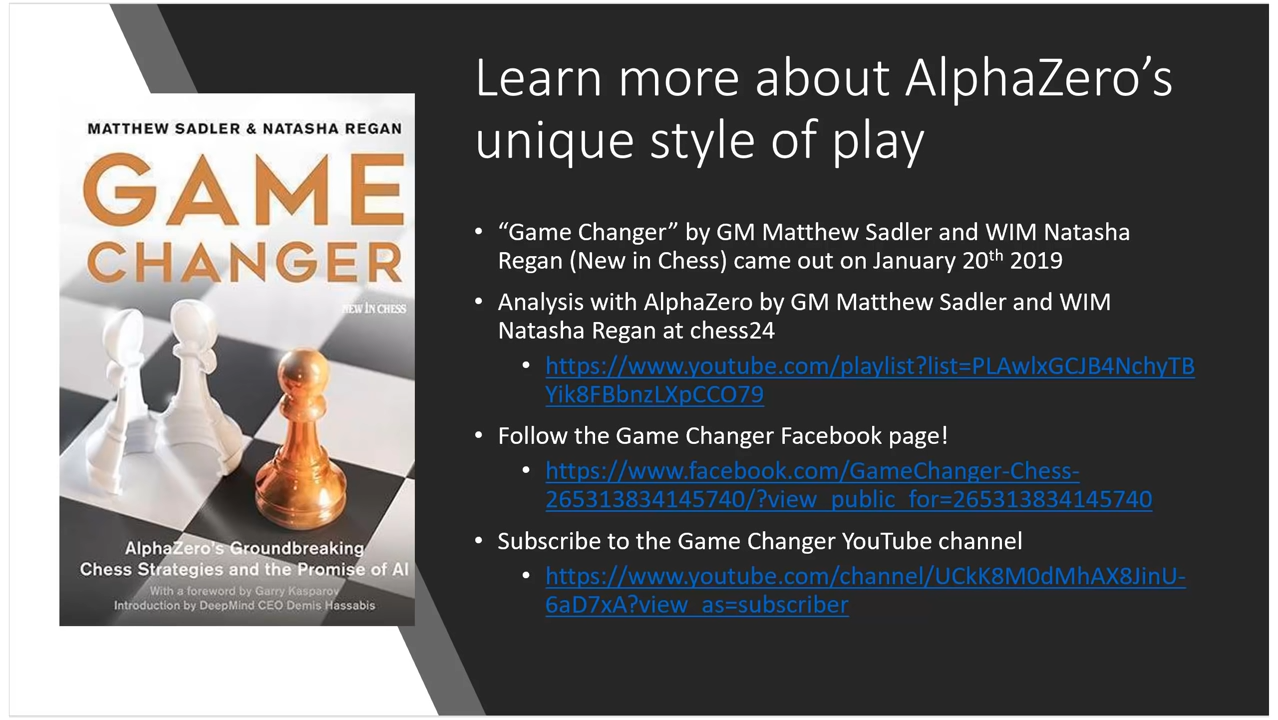 MATTHEW SADLER & NATASHA REGAN
GAME
CHANGER
NEW IN CHESS
AlphaZero's Groundbreaking
Chess Strategies and the Promise of AI
With a foreword by Garry Kasparov
Introduction by DeepMind CEO Demis Hassabis
Learn more about AlphaZero’s
unique style of play
• “Game Changer” by GM Matthew Sadler and WIM Natasha
Regan (New in Chess) came out on January 20th 2019
• Analysis with AlphaZero by GM Matthew Sadler and WIM
Natasha Regan at chess24
• https://www.youtube.com/playlist?list=PLAwlxGCJB4NchyTB
Yik8FBbnzLXpCCO79
• Follow the Game Changer Facebook page!
• https://www.facebook.com/GameChanger-Chess-
265313834145740/?view_public_for=265313834145740
• Subscribe to the Game Changer YouTube channel
• https://www.youtube.com/channel/UCkK8M0dMhAX8JinU-
6aD7xA?view_as=subscriber